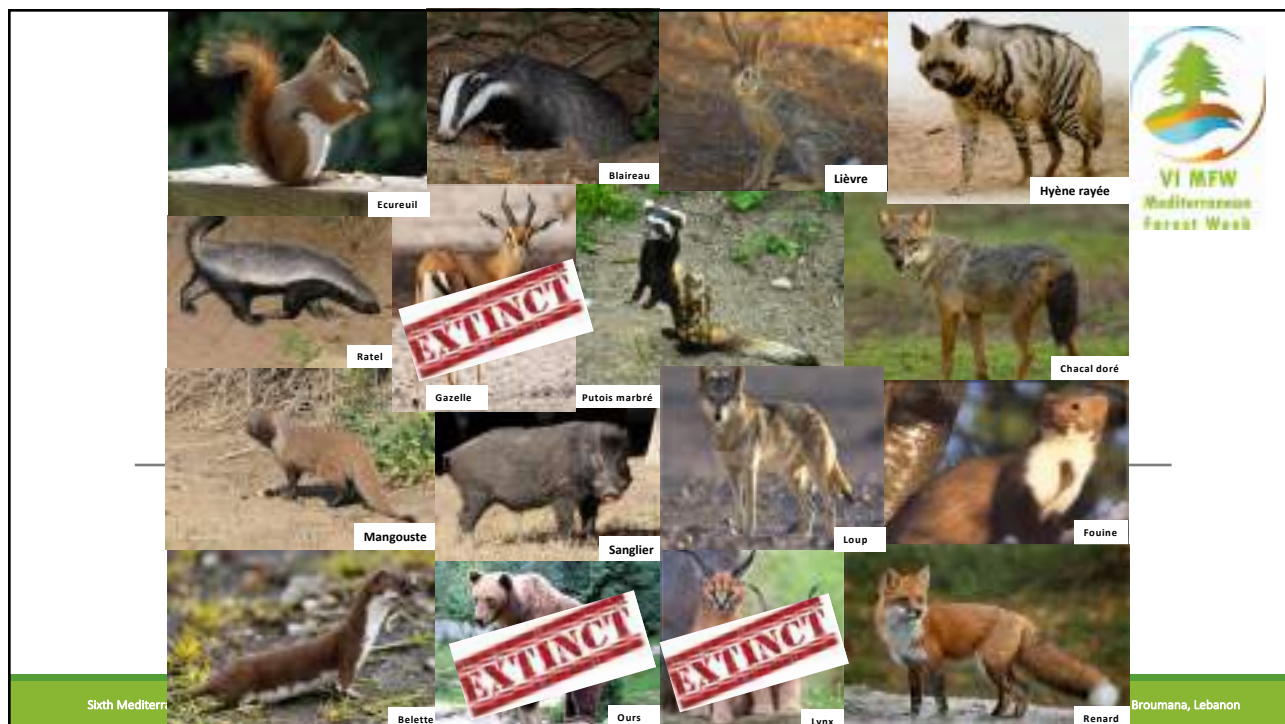 Ecureuil
Blaireau
Lièvre
Hyène rayée
VI MFW
Mediterranean
Forest Week
Ratel
EXTINCT
Gazelle
Putois marbré
Chacal doré
Mangouste
Sanglier
Loup
Fouine
Belette
EXTINCT
Ours
EXTINCT
Lynx
Renard
Sixth Mediterra
Broumana, Lebanon